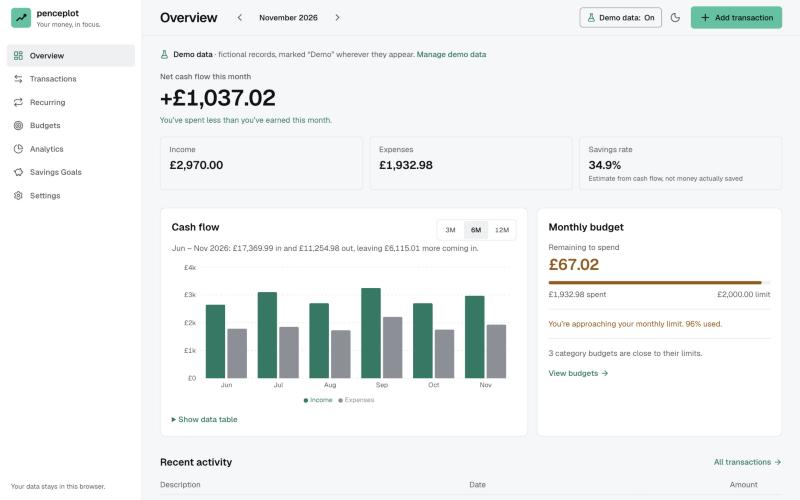 penceplot
Your money, in focus.
Overview
Transactions
Recurring
Budgets
Analytics
Savings Goals
Settings
Your data stays in this browser.
Overview
November 2026
Demo data: On
+ Add transaction
Demo data · fictional records, marked "Demo" wherever they appear. Manage demo data
Net cash flow this month
+£1,037.02
You've spent less than you've earned this month.
Income
£2,970.00
Expenses
£1,932.98
Savings rate
34.9%
Estimate from cash flow, not money actually saved
Cash flow
3M 6M 12M
Jun – Nov 2026: £17,369.99 in and £11,254.98 out, leaving £6,115.01 more coming in.
£4k
£3k
£2k
£1k
£0
Jun Jul Aug Sep Oct Nov
Income Expenses
Show data table
Monthly budget
Remaining to spend
£67.02
£1,932.98 spent £2,000.00 limit
You're approaching your monthly limit. 96% used.
3 category budgets are close to their limits.
View budgets →
Recent activity
All transactions →
Description Date Amount